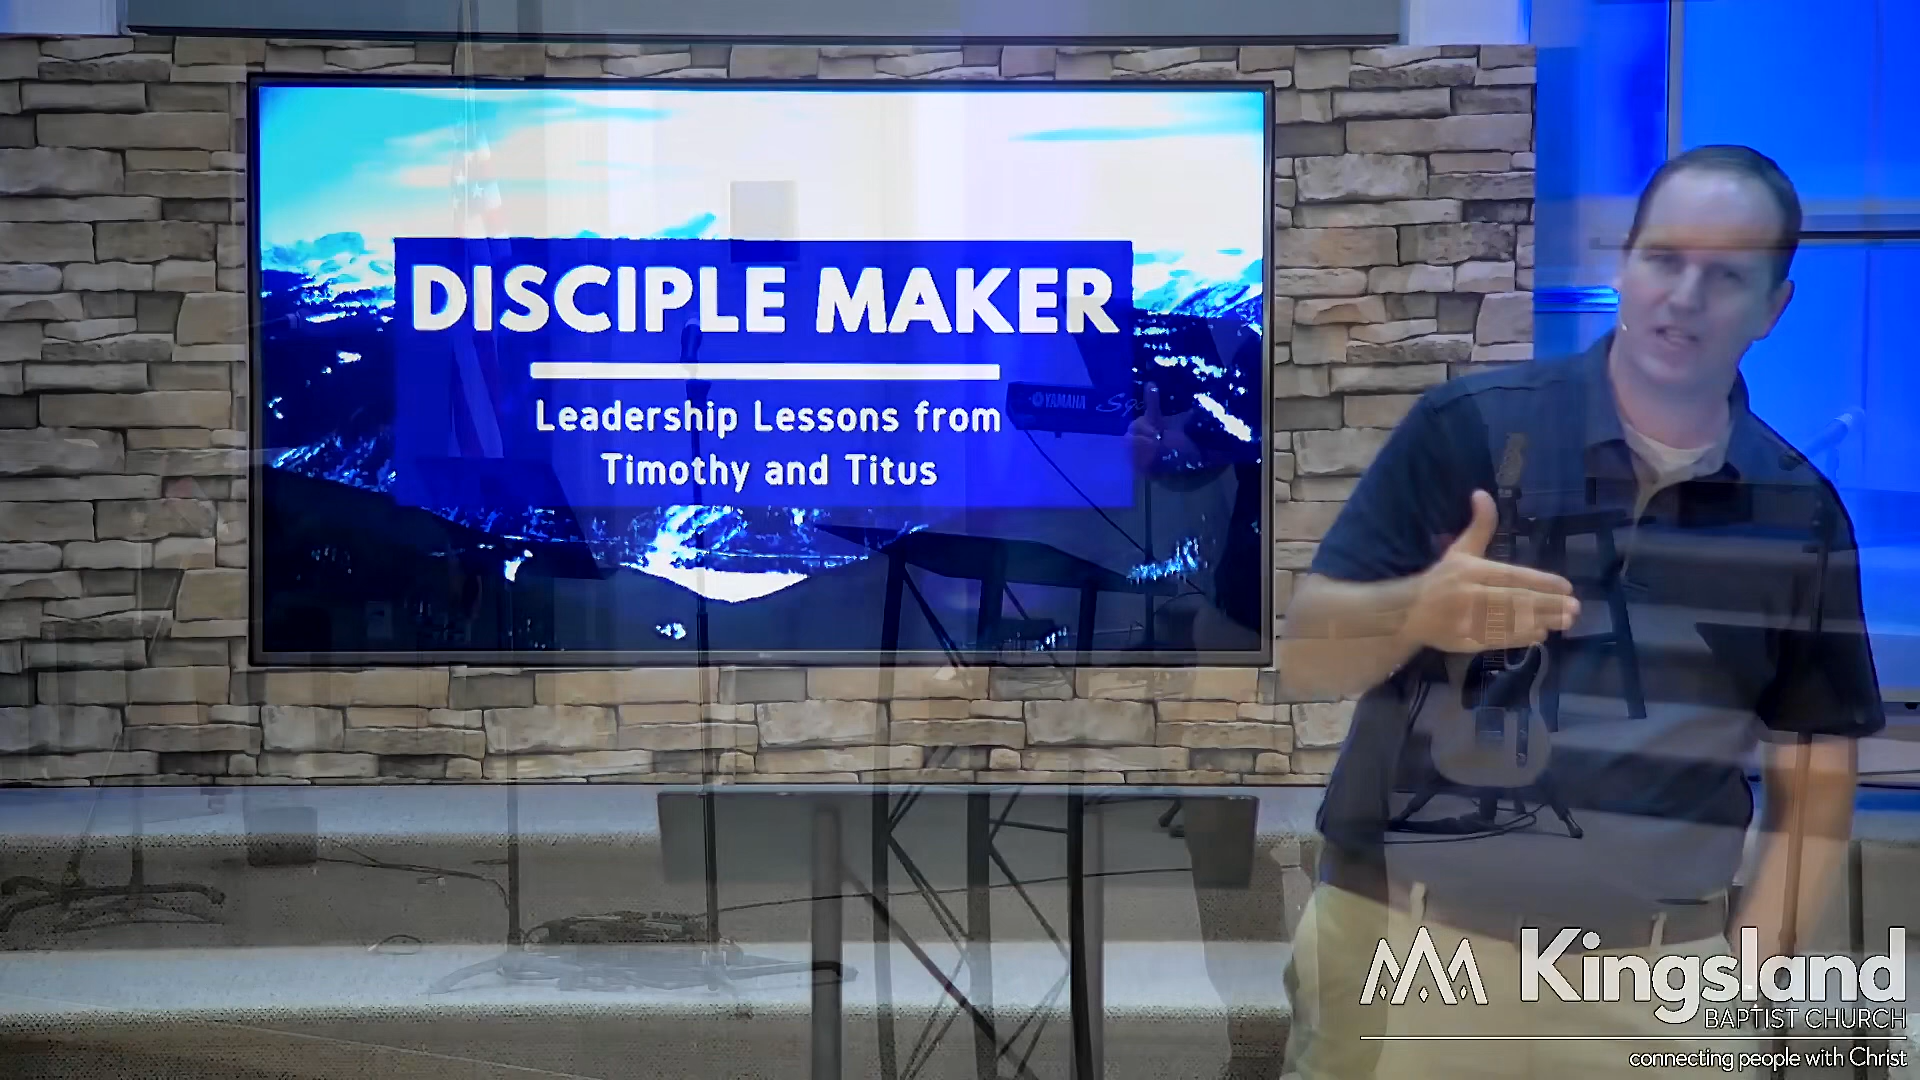 DISCIPLE MAKER
Leadership Lessons from
Timothy and Titus
YAMAHA
Kingsland
BAPTIST CHURCH
connecting people with Christ